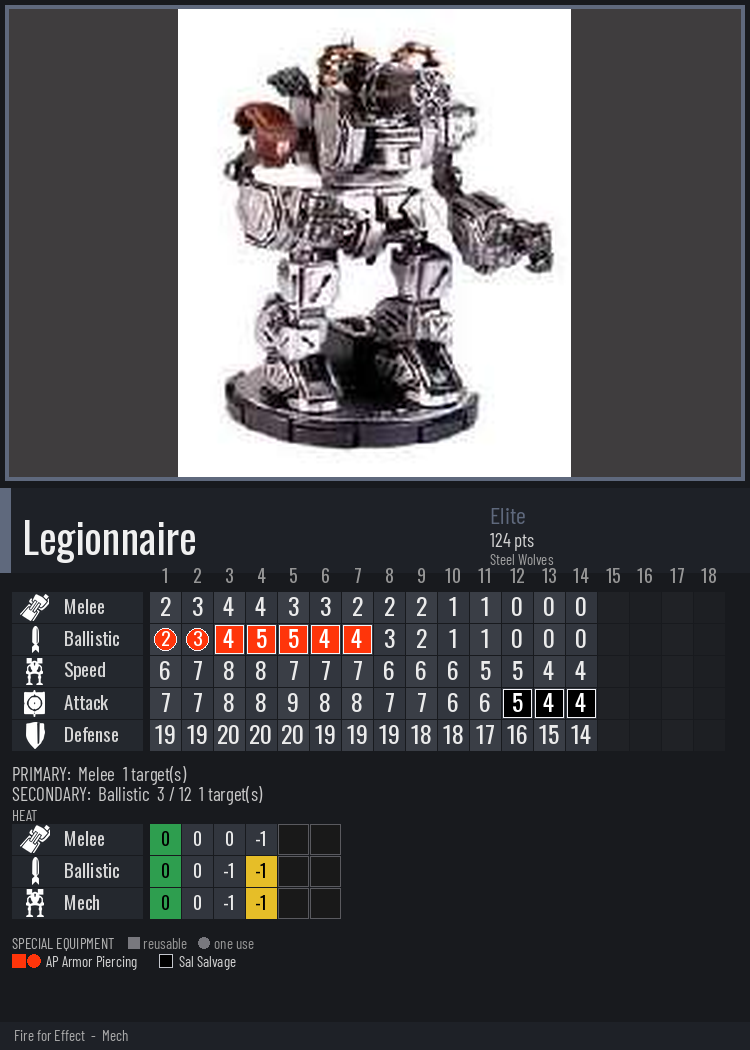 Legionnaire
Elite
124 pts
Steel Wolves
1 2 3 4 5 6 7 8 9 10 11 12 13 14 15 16 17 18
Melee 2 3 4 4 3 3 2 2 2 1 1 0 0 0
Ballistic 2 3 4 5 5 4 4 3 2 1 1 0 0 0
Speed 6 7 8 8 7 7 7 6 6 6 5 5 4 4
Attack 7 7 8 8 9 8 8 7 7 6 6 5 4 4
Defense 19 19 20 20 20 19 19 19 18 18 17 16 15 14
PRIMARY: Melee 1 target(s)
SECONDARY: Ballistic 3 / 12 1 target(s)
HEAT
Melee 0 0 0 -1
Ballistic 0 0 -1 -1
Mech 0 0 -1 -1
SPECIAL EQUIPMENT reusable one use
AP Armor Piercing Sal Salvage
Fire for Effect - Mech